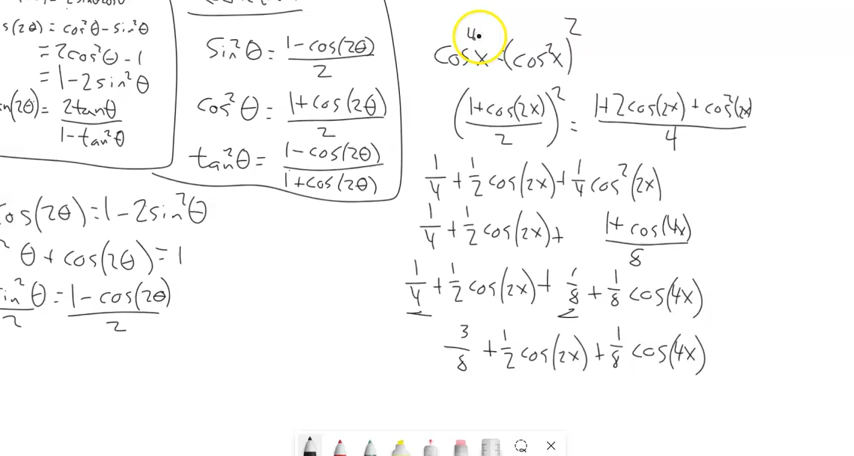 s(2θ) = cos²θ - sin²θ
= 2cos²θ - 1
= 1 - 2sin²θ
n(2θ) = 2tanθ / 1 - tan²θ
sin²θ = 1 - cos(2θ) / 2
cos²θ = 1 + cos(2θ) / 2
tan²θ = 1 - cos(2θ) / 1 + cos(2θ)
cos(2θ) = 1 - 2sin²θ
² θ + cos(2θ) = 1
in²θ = 1 - cos(2θ) / 2
2
cos⁴x = (cos²x)²
(1 + cos(2x) / 2)² = 1 + 2cos(2x) + cos²(2x) / 4
1/4 + 1/2 cos(2x) + 1/4 cos²(2x)
1/4 + 1/2 cos(2x) + 1 + cos(4x) / 8
1/4 + 1/2 cos(2x) + 1/8 + 1/8 cos(4x)
3/8 + 1/2 cos(2x) + 1/8 cos(4x)